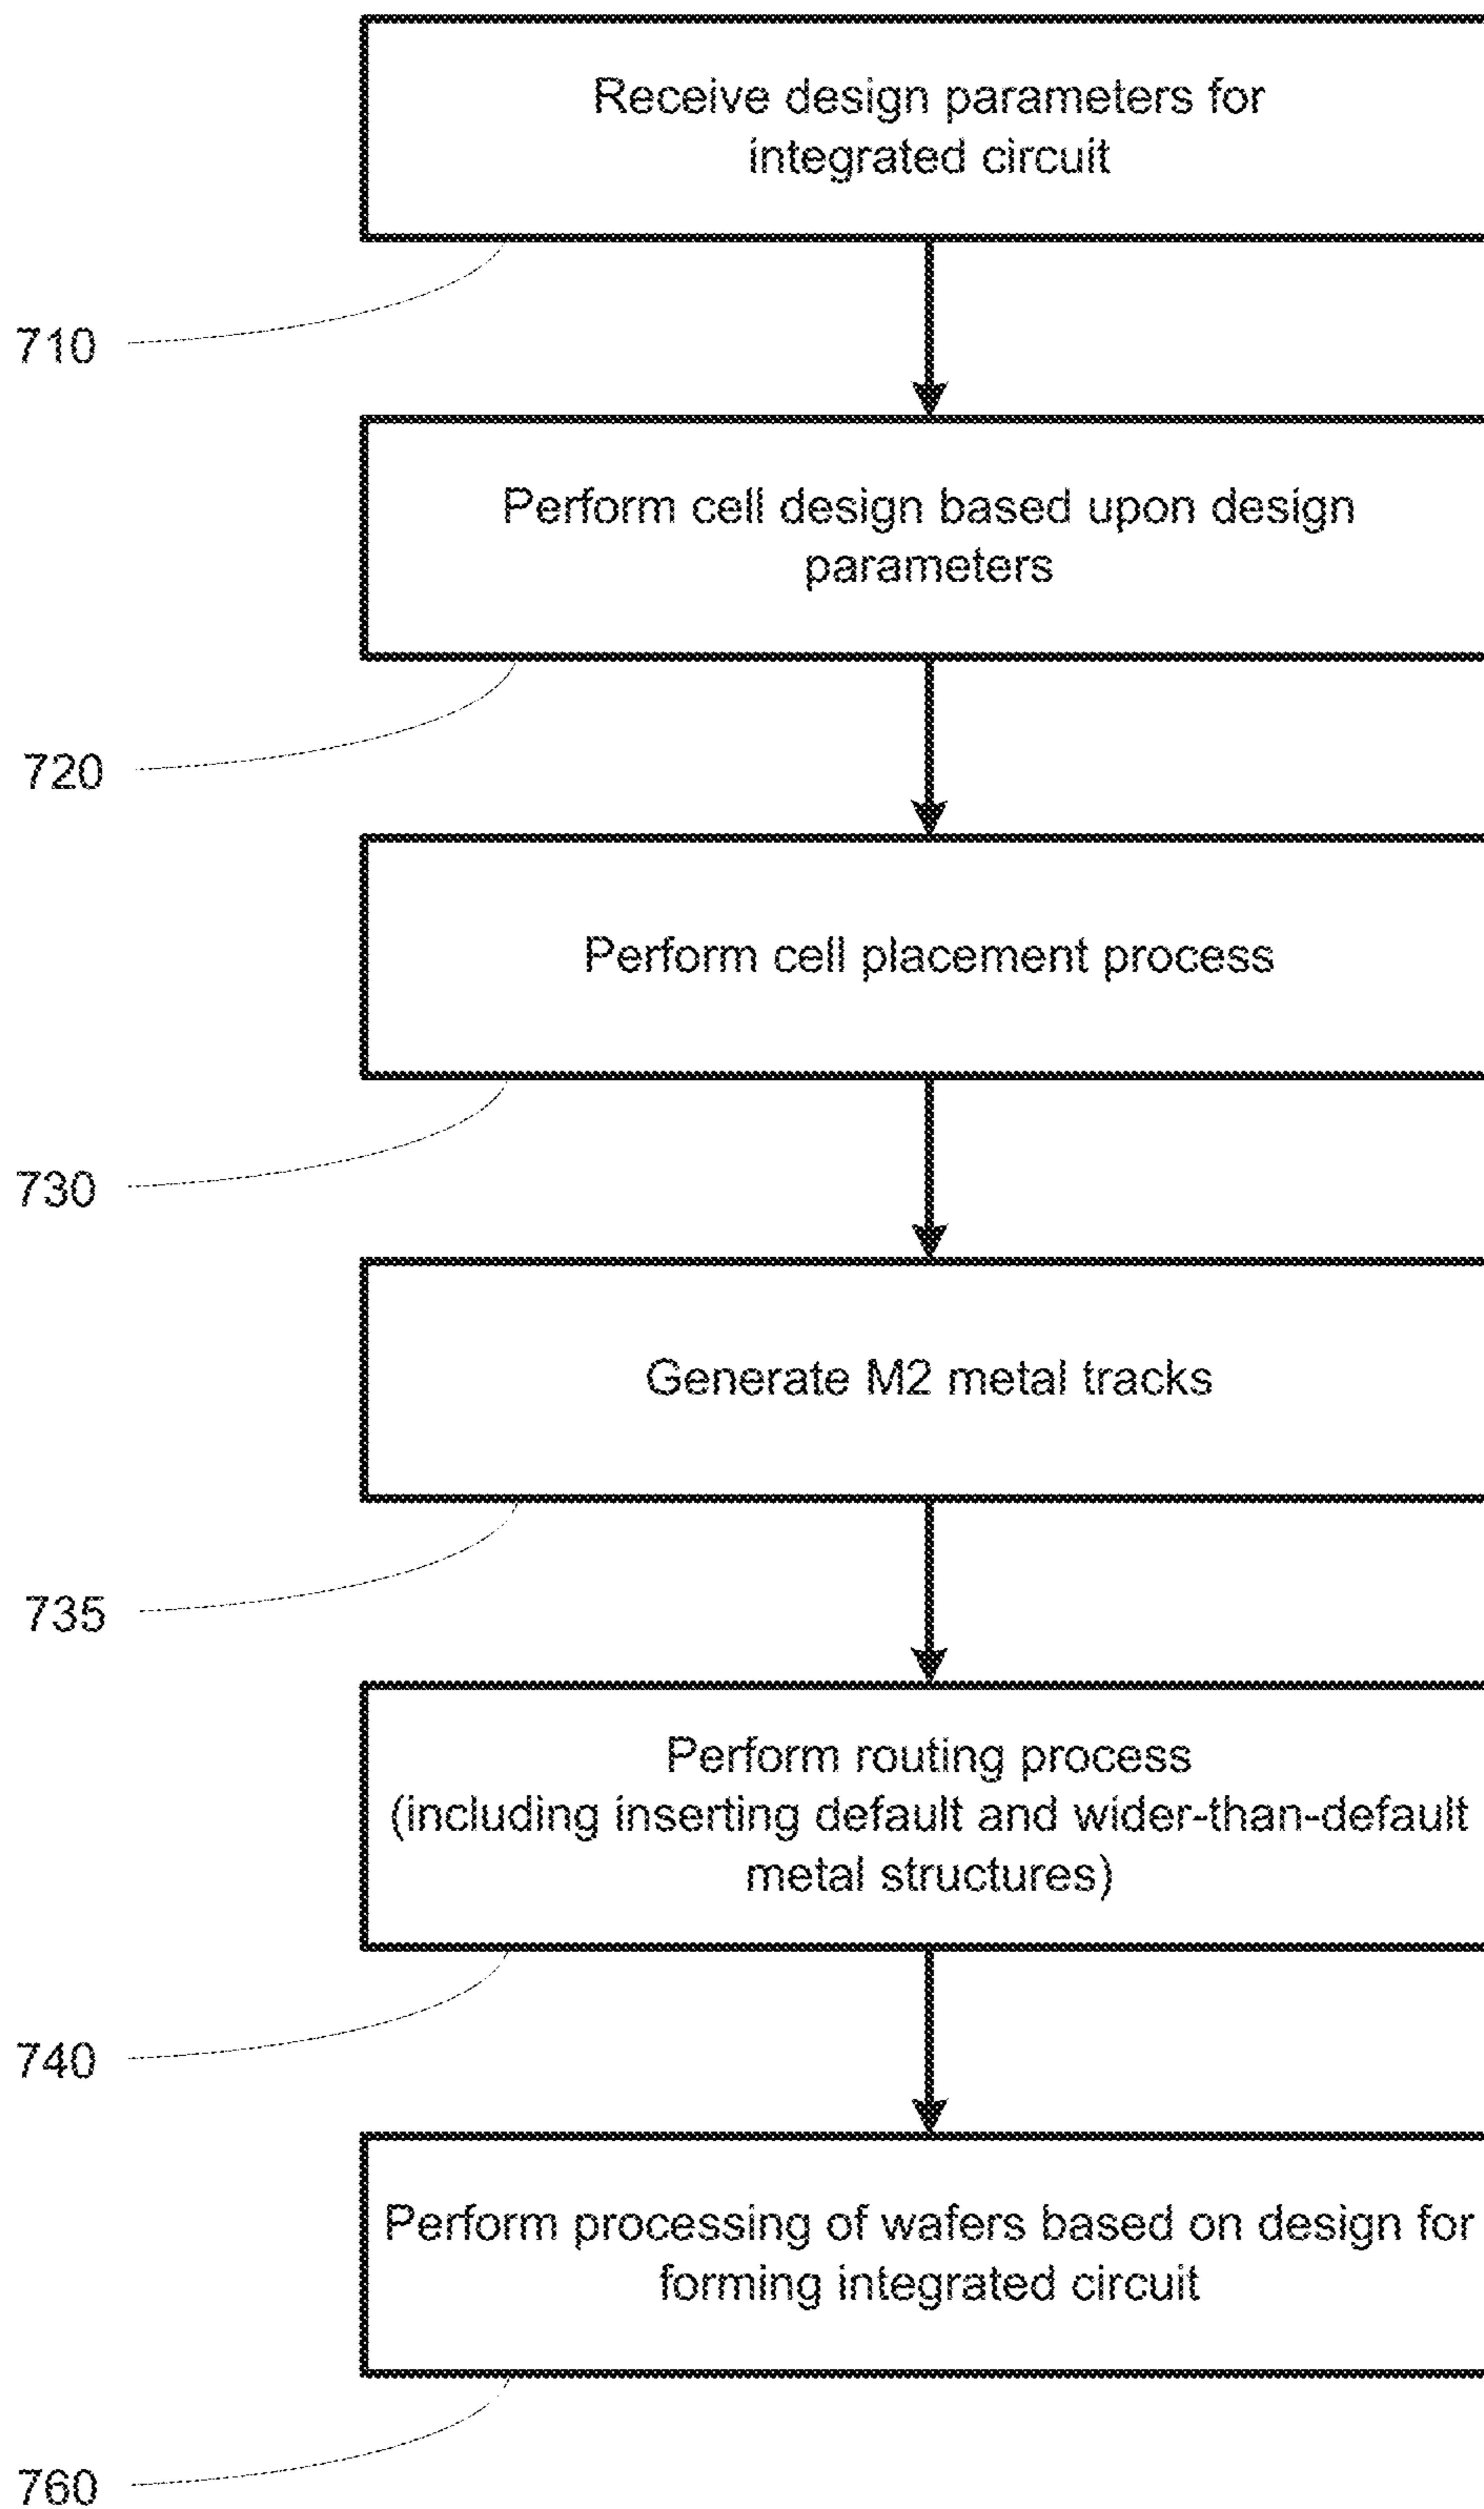 Receive design parameters for
integrated circuit
710
Perform cell design based upon design
parameters
720
Perform cell placement process
730
Generate M2 metal tracks
735
Perform routing process
(including inserting default and wider-than-default
metal structures)
740
Perform processing of wafers based on design for
forming integrated circuit
760